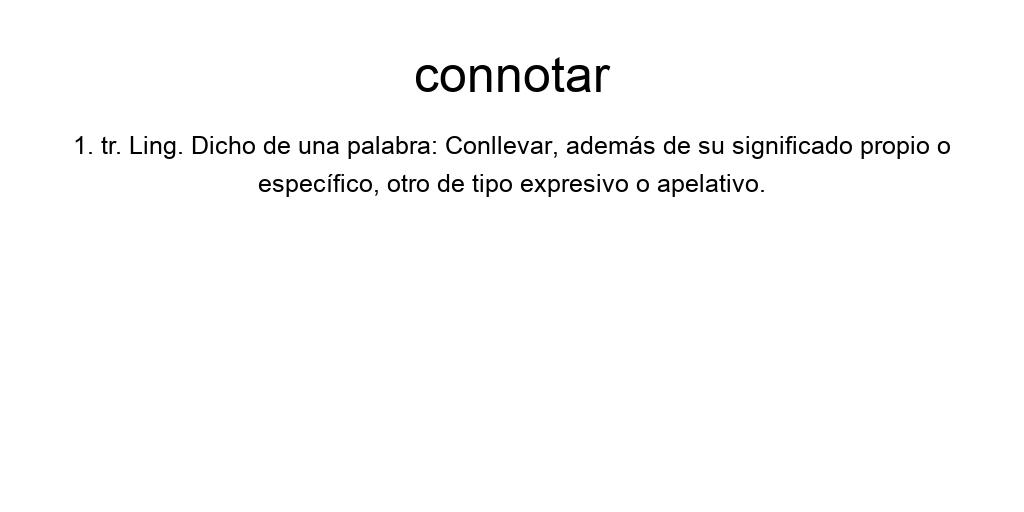 connotar
1. tr. Ling. Dicho de una palabra: Conllevar, además de su significado propio o
específico, otro de tipo expresivo o apelativo.